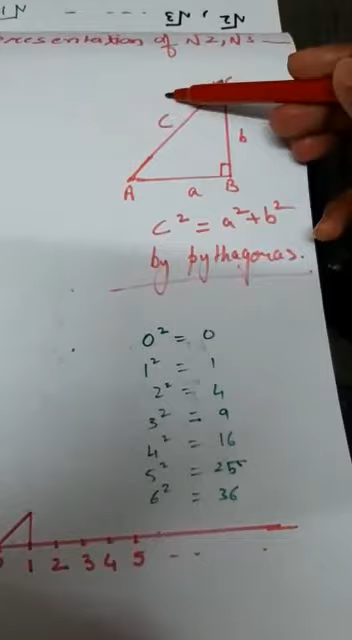 √2, √3
resentation of √2, √3
C
b
A
a
B
c² = a² + b²
by pythagoras.
0² = 0
1² = 1
2² = 4
3² = 9
4² = 16
5² = 25
6² = 36
1 2 3 4 5 ...